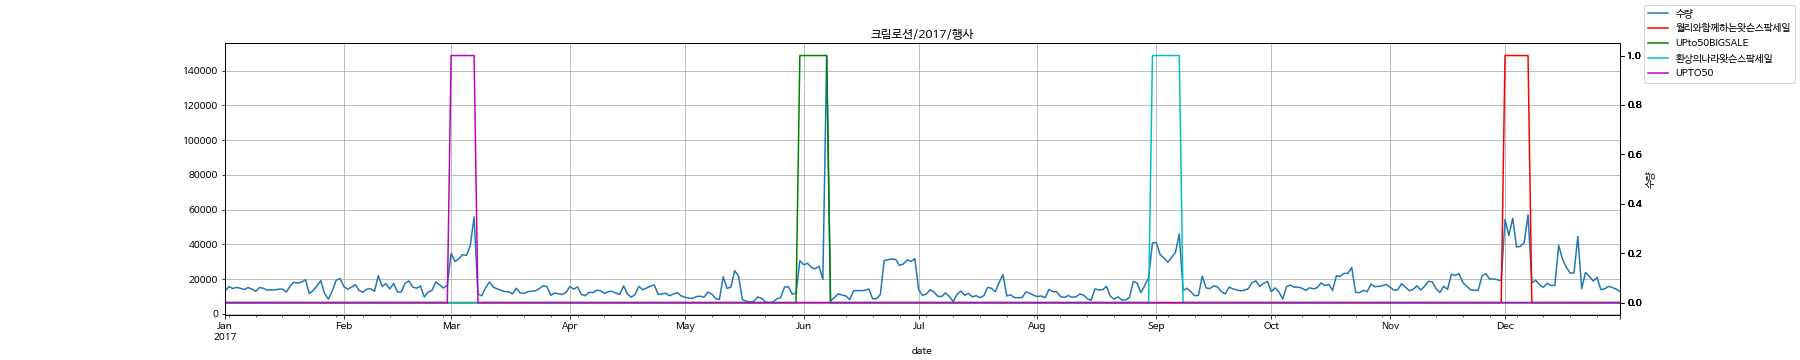 크림로션/2017/행사
수량
월리와함께하는왓슨스팍세일
UPto50BIGSALE
환상의나라왓슨스팍세일
UPTO50
140000
120000
100000
80000
60000
40000
20000
0
1.0
0.8
0.6
0.4
0.2
0.0
수량
Jan
2017
Feb
Mar
Apr
May
Jun
Jul
Aug
Sep
Oct
Nov
Dec
date